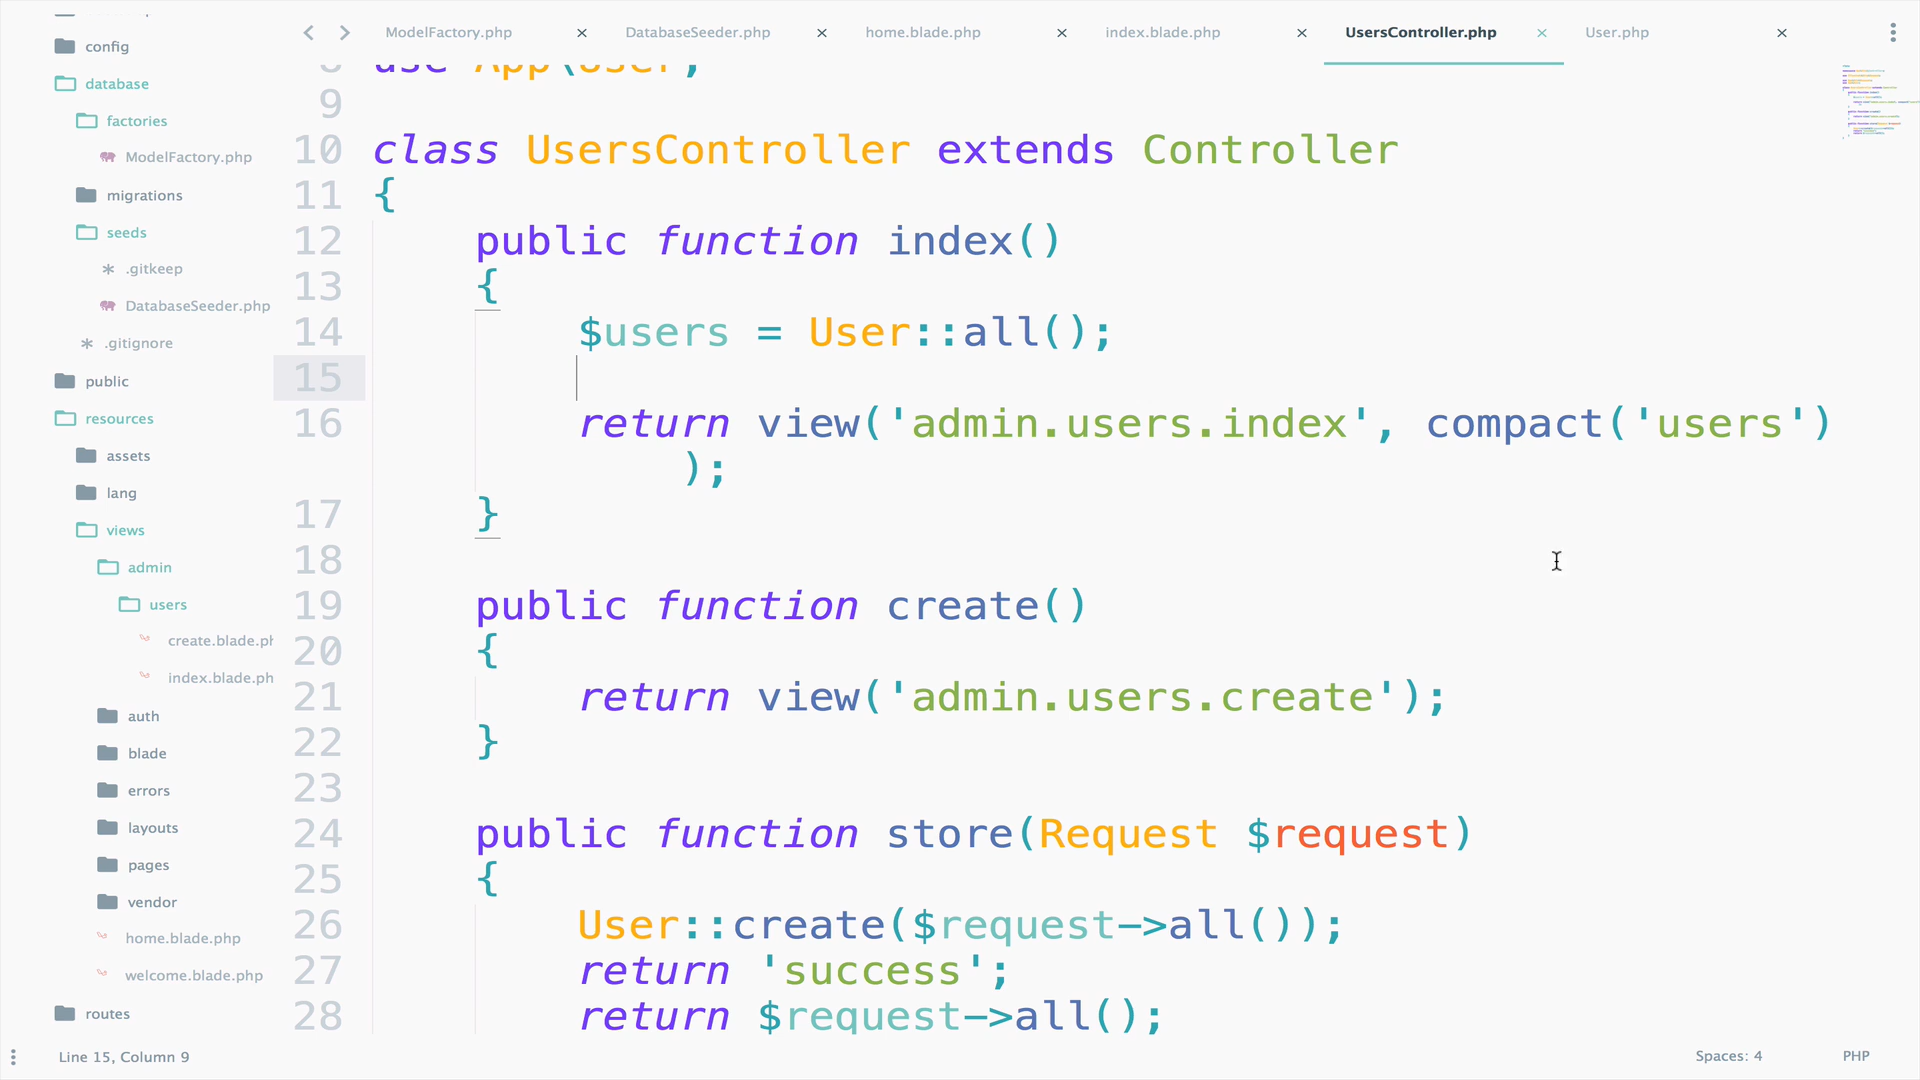 config
database
factories
ModelFactory.php
migrations
seeds
.gitkeep
DatabaseSeeder.php
.gitignore
public
resources
assets
lang
views
admin
users
create.blade.ph
index.blade.ph
auth
blade
errors
layouts
pages
vendor
home.blade.php
welcome.blade.php
routes
ModelFactory.php
DatabaseSeeder.php
home.blade.php
index.blade.php
UsersController.php
User.php
8 use App\User;
9
10 class UsersController extends Controller
11 {
12 public function index()
13 {
14 $users = User::all();
15
16 return view('admin.users.index', compact('users')
);
17 }
18
19 public function create()
20 {
21 return view('admin.users.create');
22 }
23
24 public function store(Request $request)
25 {
26 User::create($request->all());
27 return 'success';
28 return $request->all();
Line 15, Column 9
Spaces: 4
PHP